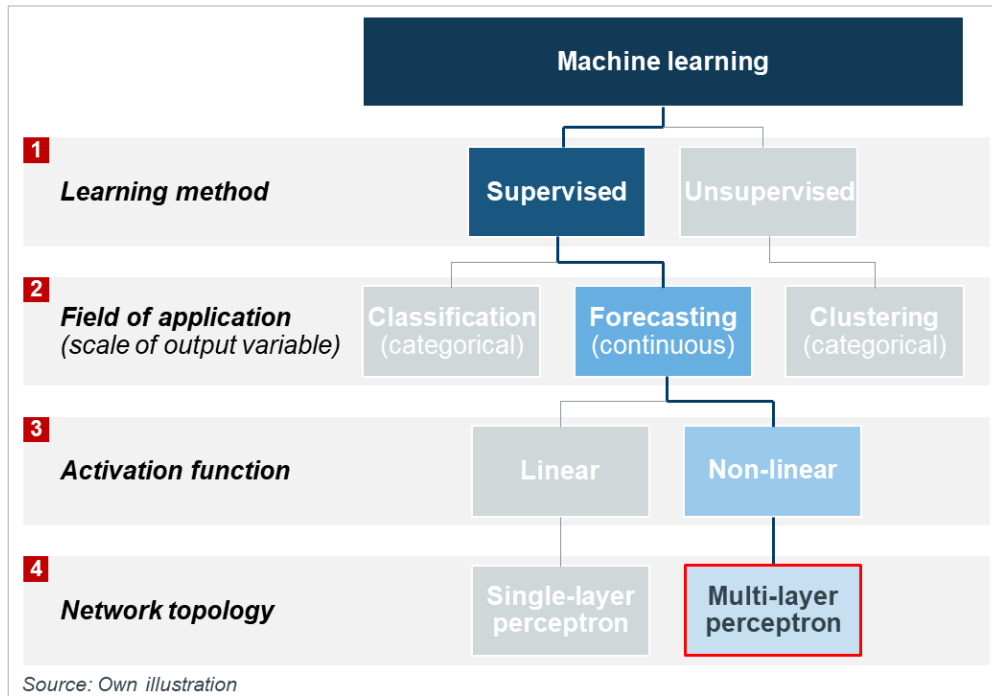 Machine learning
1
Learning method
Supervised
Unsupervised
2
Field of application
(scale of output variable)
Classification
(categorical)
Forecasting
(continuous)
Clustering
(categorical)
3
Activation function
Linear
Non-linear
4
Network topology
Single-layer
perceptron
Multi-layer
perceptron
Source: Own illustration